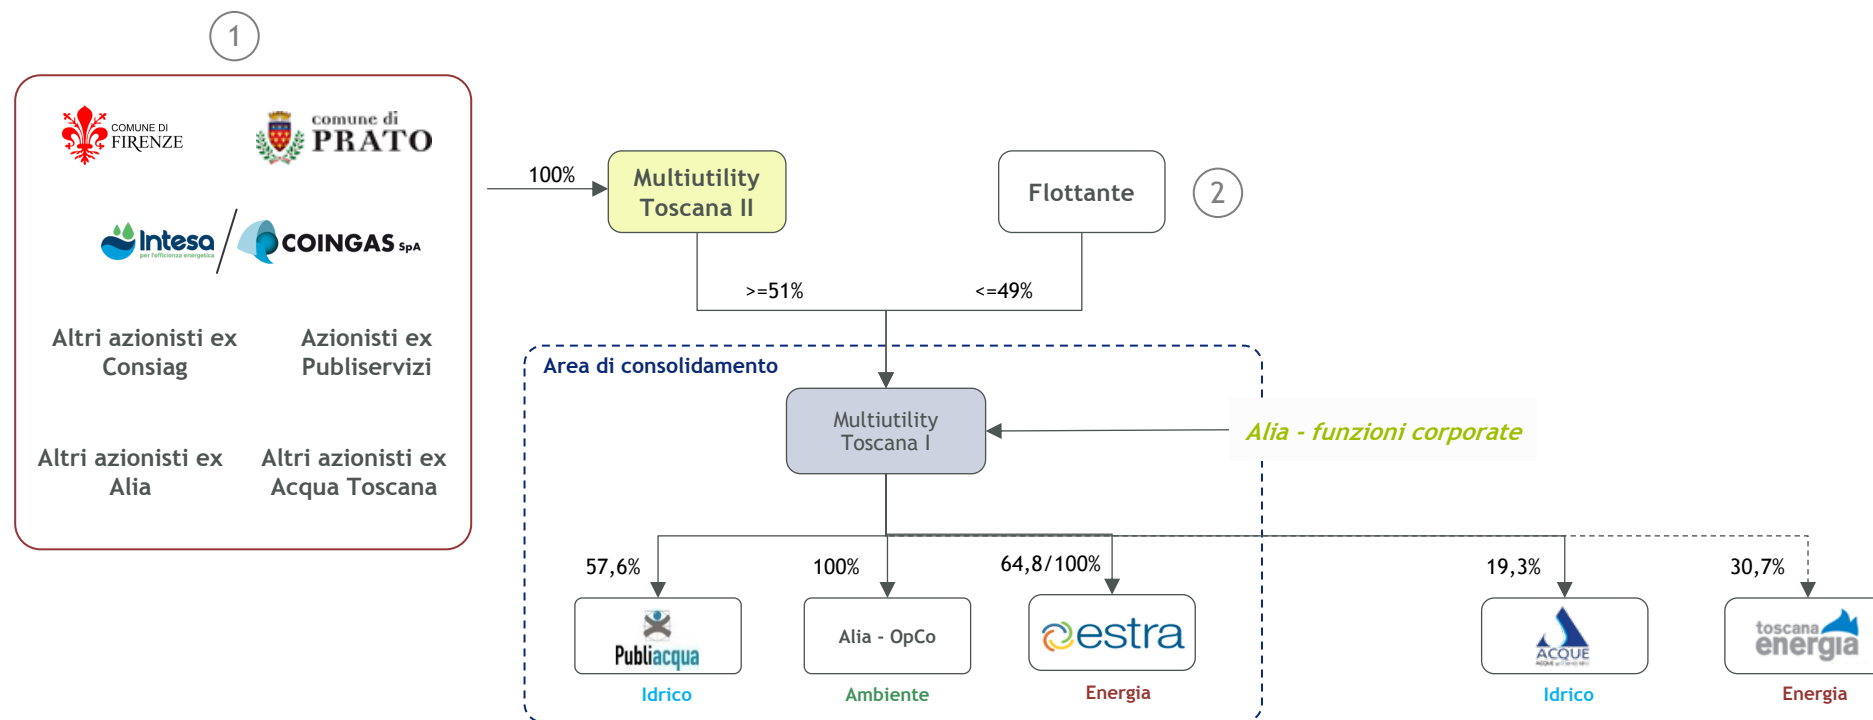 1
COMUNE DI
FIRENZE
comune di
PRATO
Intesa
per l'efficienza energetica
COINGAS SpA
Altri azionisti ex
Consiag
Azionisti ex
Publiservizi
Altri azionisti ex
Alia
Altri azionisti ex
Acqua Toscana
100%
Multiutility
Toscana II
Flottante
2
>=51%
<=49%
Area di consolidamento
Multiutility
Toscana I
Alia - funzioni corporate
57,6%
100%
64,8/100%
19,3%
30,7%
Publiacqua
Alia - OpCo
estra
ACQUE
toscana
energia
Idrico
Ambiente
Energia
Idrico
Energia